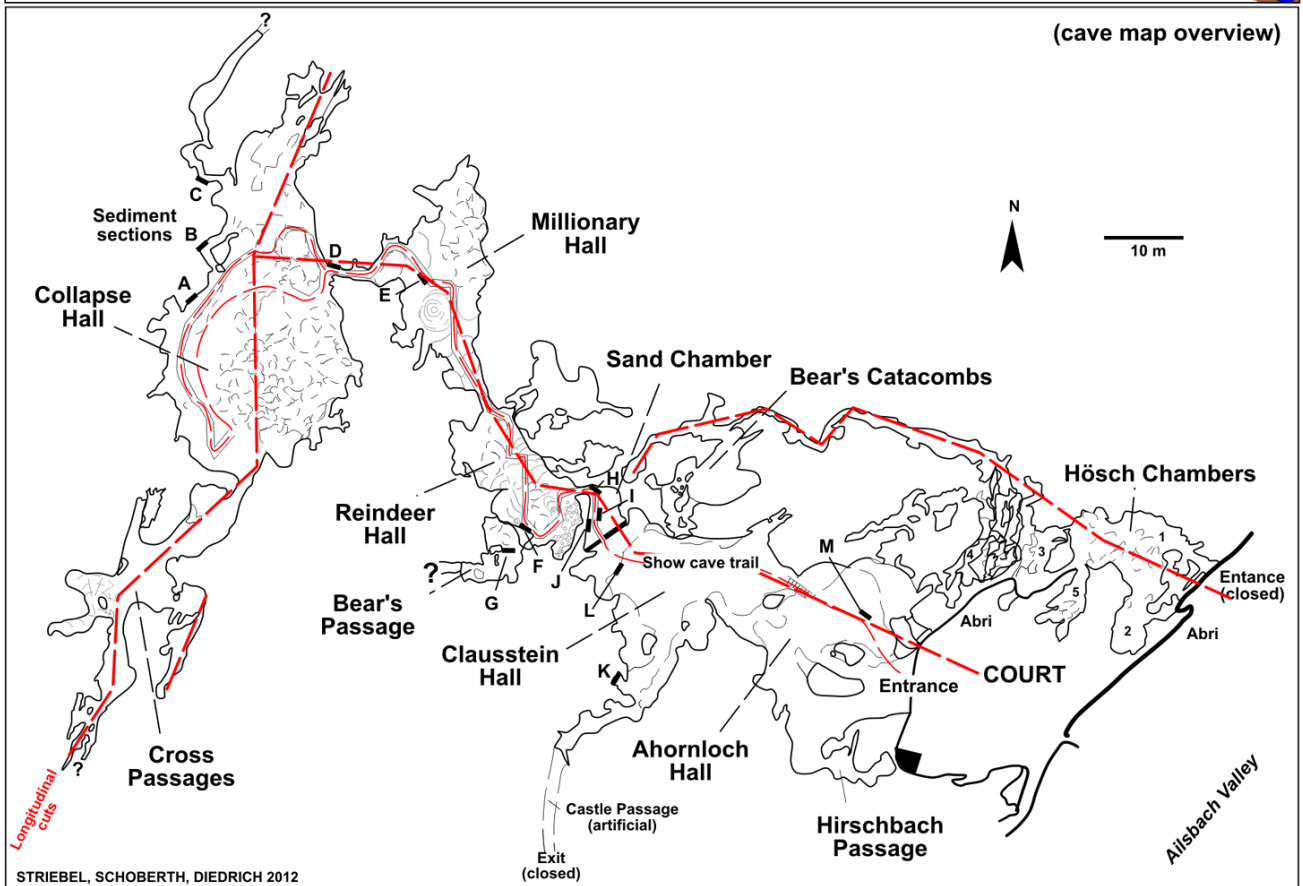 (cave map overview)
?
C
Sediment
sections
B
A
D
E
Collapse
Hall
Millionary
Hall
N
10 m
Sand Chamber
Bear's Catacombs
Hösch Chambers
H
I
Reindeer
Hall
F
J
G
L
?
Bear's
Passage
Show cave trail
M
4
3
1
5
2
Entance
(closed)
Abri
Abri
Clausstein
Hall
K
COURT
Entrance
Cross
Passages
?
Longitudinal
cuts
Ahornloch
Hall
Castle Passage
(artificial)
Hirschbach
Passage
Exit
(closed)
Ailsbach Valley
STRIEBEL, SCHOBERTH, DIEDRICH 2012